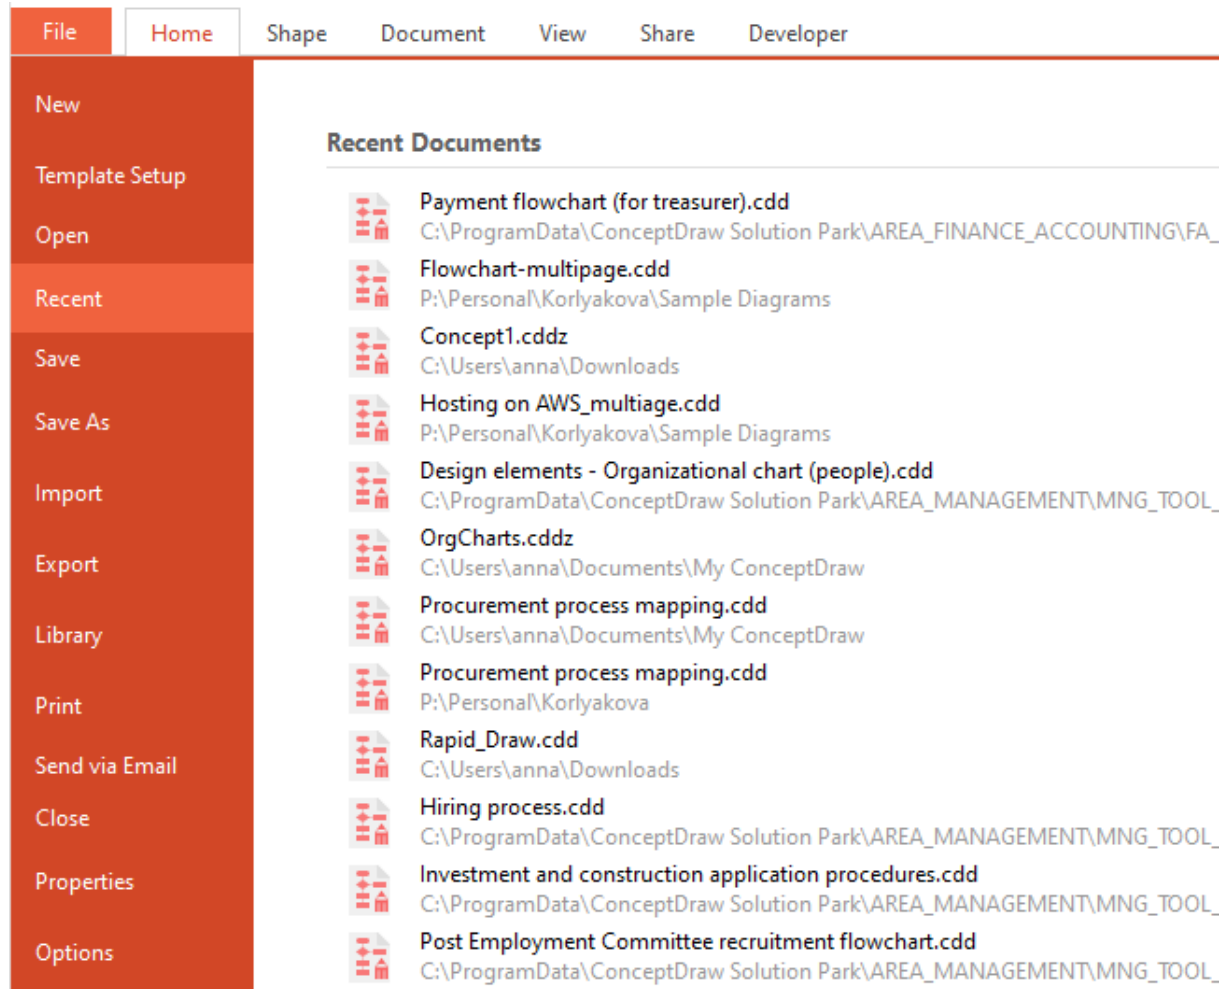 File Home Shape Document View Share Developer
New
Template Setup
Open
Recent
Save
Save As
Import
Export
Library
Print
Send via Email
Close
Properties
Options
Recent Documents
Payment flowchart (for treasurer).cdd
C:\ProgramData\ConceptDraw Solution Park\AREA_FINANCE_ACCOUNTING\FA_
Flowchart-multipage.cdd
P:\Personal\Korlyakova\Sample Diagrams
Concept1.cddz
C:\Users\anna\Downloads
Hosting on AWS_multiage.cdd
P:\Personal\Korlyakova\Sample Diagrams
Design elements - Organizational chart (people).cdd
C:\ProgramData\ConceptDraw Solution Park\AREA_MANAGEMENT\MNG_TOOL_
OrgCharts.cddz
C:\Users\anna\Documents\My ConceptDraw
Procurement process mapping.cdd
C:\Users\anna\Documents\My ConceptDraw
Procurement process mapping.cdd
P:\Personal\Korlyakova
Rapid_Draw.cdd
C:\Users\anna\Downloads
Hiring process.cdd
C:\ProgramData\ConceptDraw Solution Park\AREA_MANAGEMENT\MNG_TOOL_
Investment and construction application procedures.cdd
C:\ProgramData\ConceptDraw Solution Park\AREA_MANAGEMENT\MNG_TOOL_
Post Employment Committee recruitment flowchart.cdd
C:\ProgramData\ConceptDraw Solution Park\AREA_MANAGEMENT\MNG_TOOL_